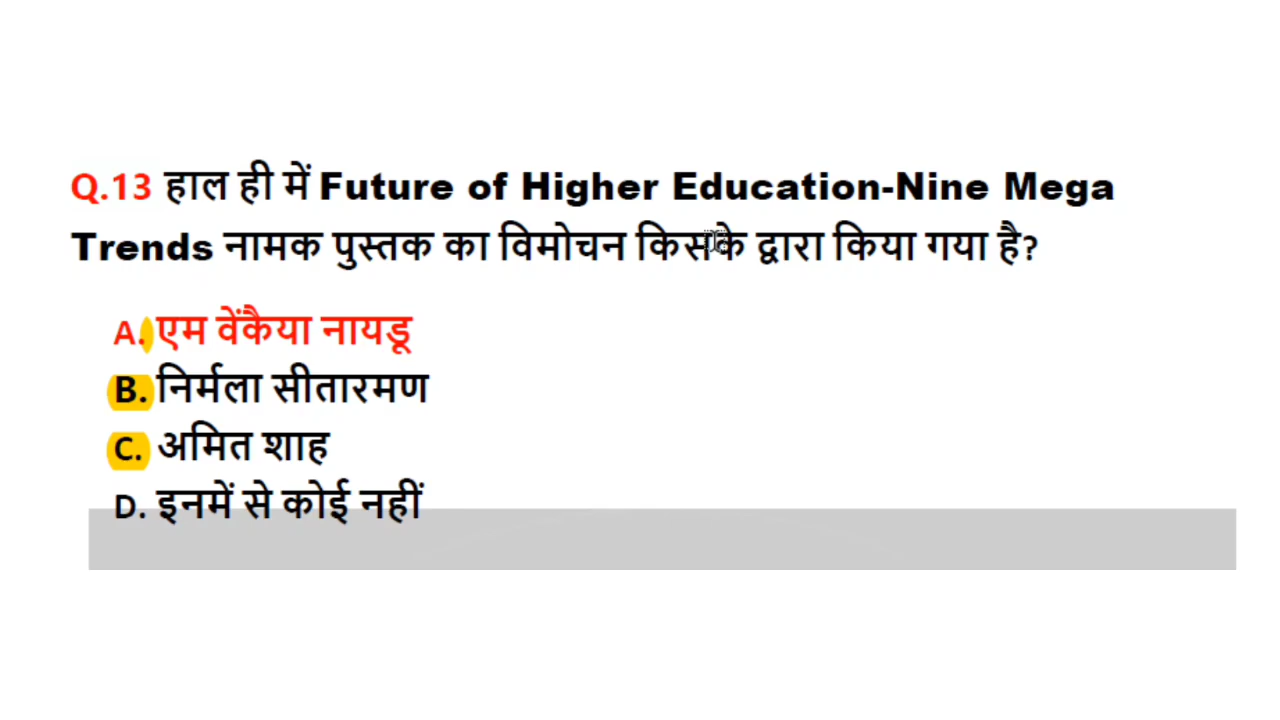 Q.13 हाल ही में Future of Higher Education-Nine Mega
Trends नामक पुस्तक का विमोचन किसके द्वारा किया गया है?
A. एम वेंकैया नायडू
B. निर्मला सीतारमण
C. अमित शाह
D. इनमें से कोई नहीं